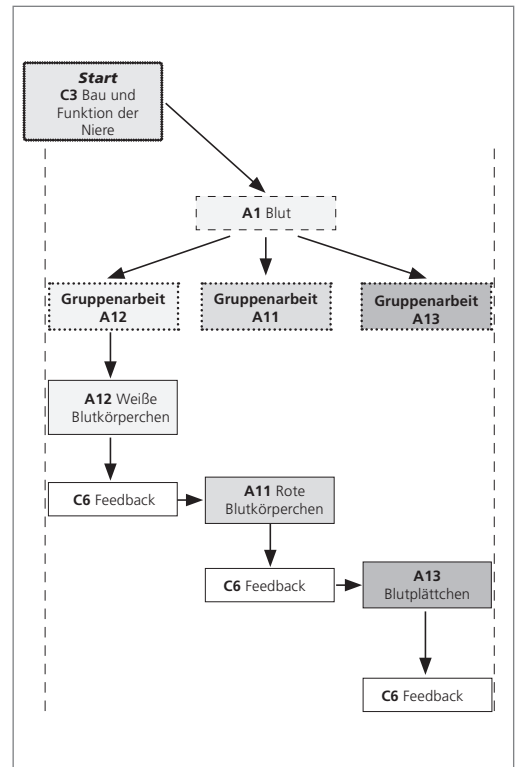 Start
C3 Bau und
Funktion der
Niere
A1 Blut
Gruppenarbeit
A12
Gruppenarbeit
A11
Gruppenarbeit
A13
A12 Weiße
Blutkörperchen
C6 Feedback
A11 Rote
Blutkörperchen
C6 Feedback
A13
Blutplättchen
C6 Feedback